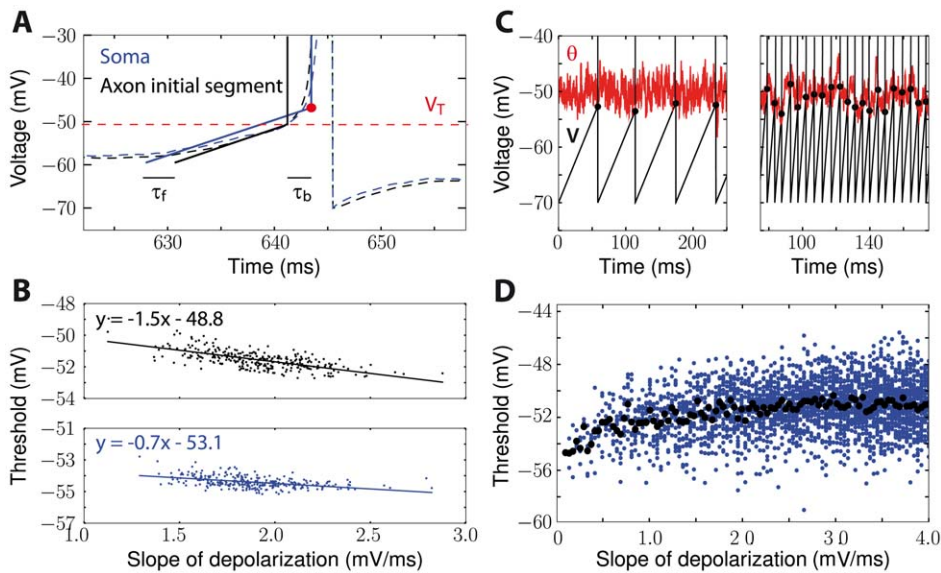 A
Soma
Axon initial segment
V_T
τ_f
τ_b
Voltage (mV)
−30
−40
−50
−60
−70
630
640
650
Time (ms)
B
y = -1.5x - 48.8
−48
−50
−52
−54
y = -0.7x - 53.1
−51
−53
−55
−57
Threshold (mV)
1.0
1.5
2.0
2.5
3.0
Slope of depolarization (mV/ms)
C
θ
V
Voltage (mV)
−40
−50
−60
−70
0
100
200
Time (ms)
100
140
Time (ms)
D
Threshold (mV)
−44
−48
−52
−56
−60
0
1.0
2 0
3.0
4.0
Slope of depolarization (mV/ms)